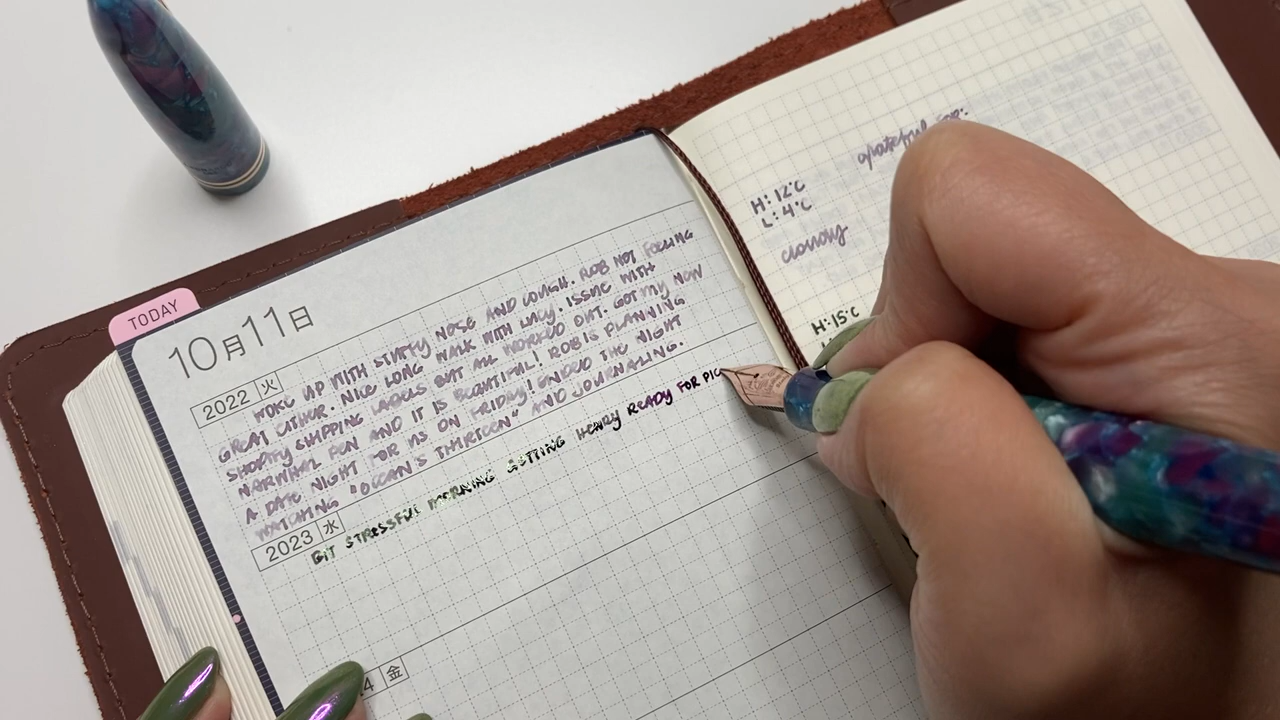 TODAY
10月11日
2022 火
WOKE UP WITH STUFFY NOSE AND COUGH. ROB NOT FEELING
GREAT EITHER. NICE LONG WALK WITH LACY. ISSUE WITH
SHOPIFY SHIPPING LABELS BUT ALL WORKED OUT. GOT MY NEW
NARWHAL PEN AND IT IS BEAUTIFUL! ROB IS PLANNING
A DATE NIGHT FOR US ON FRIDAY! ENJOYED THE NIGHT
WATCHING "OCEAN'S THIRTEEN" AND JOURNALING.
2023 水
BIT STRESSFUL MORNING GETTING HENRY READY FOR PIC
4 金
grateful for:
H: 12°C
L: 4°C
cloudy
H: 15°C